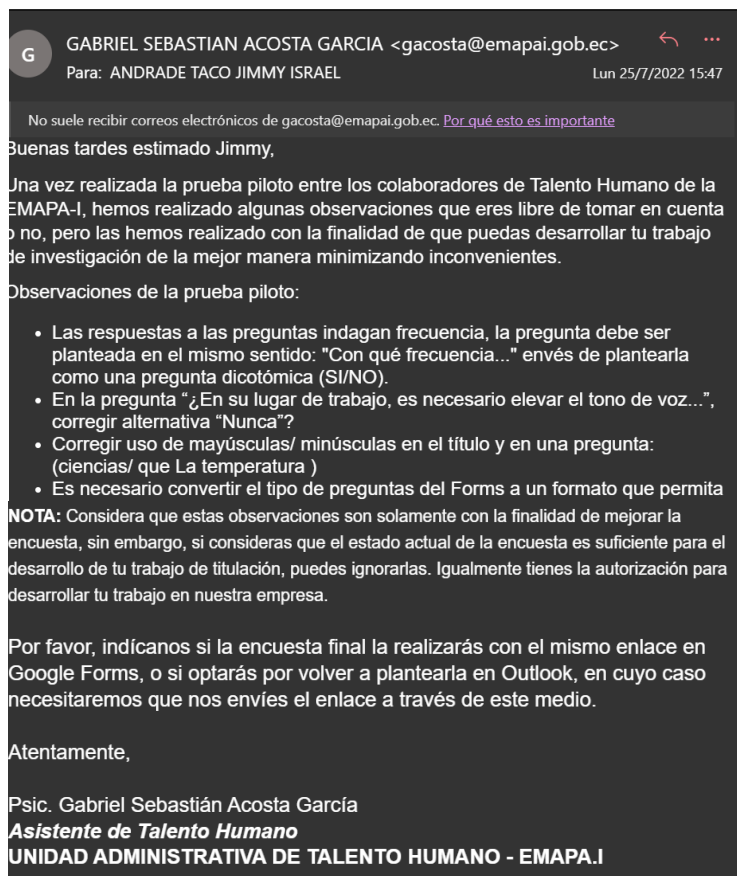 G
GABRIEL SEBASTIAN ACOSTA GARCIA <gacosta@emapai.gob.ec>
Para: ANDRADE TACO JIMMY ISRAEL
Lun 25/7/2022 15:47
No suele recibir correos electrónicos de gacosta@emapai.gob.ec. Por qué esto es importante
Buenas tardes estimado Jimmy,
Una vez realizada la prueba piloto entre los colaboradores de Talento Humano de la
EMAPA-I, hemos realizado algunas observaciones que eres libre de tomar en cuenta
o no, pero las hemos realizado con la finalidad de que puedas desarrollar tu trabajo
de investigación de la mejor manera minimizando inconvenientes.
Observaciones de la prueba piloto:
• Las respuestas a las preguntas indagan frecuencia, la pregunta debe ser
planteada en el mismo sentido: "Con qué frecuencia..." envés de plantearla
como una pregunta dicotómica (SI/NO).
• En la pregunta “¿En su lugar de trabajo, es necesario elevar el tono de voz...”,
corregir alternativa “Nunca”?
• Corregir uso de mayúsculas/ minúsculas en el título y en una pregunta:
(ciencias/ que La temperatura )
• Es necesario convertir el tipo de preguntas del Forms a un formato que permita
NOTA: Considera que estas observaciones son solamente con la finalidad de mejorar la
encuesta, sin embargo, si consideras que el estado actual de la encuesta es suficiente para el
desarrollo de tu trabajo de titulación, puedes ignorarlas. Igualmente tienes la autorización para
desarrollar tu trabajo en nuestra empresa.
Por favor, indícanos si la encuesta final la realizarás con el mismo enlace en
Google Forms, o si optarás por volver a plantearla en Outlook, en cuyo caso
necesitaremos que nos envíes el enlace a través de este medio.
Atentamente,
Psic. Gabriel Sebastián Acosta García
Asistente de Talento Humano
UNIDAD ADMINISTRATIVA DE TALENTO HUMANO - EMAPA.I